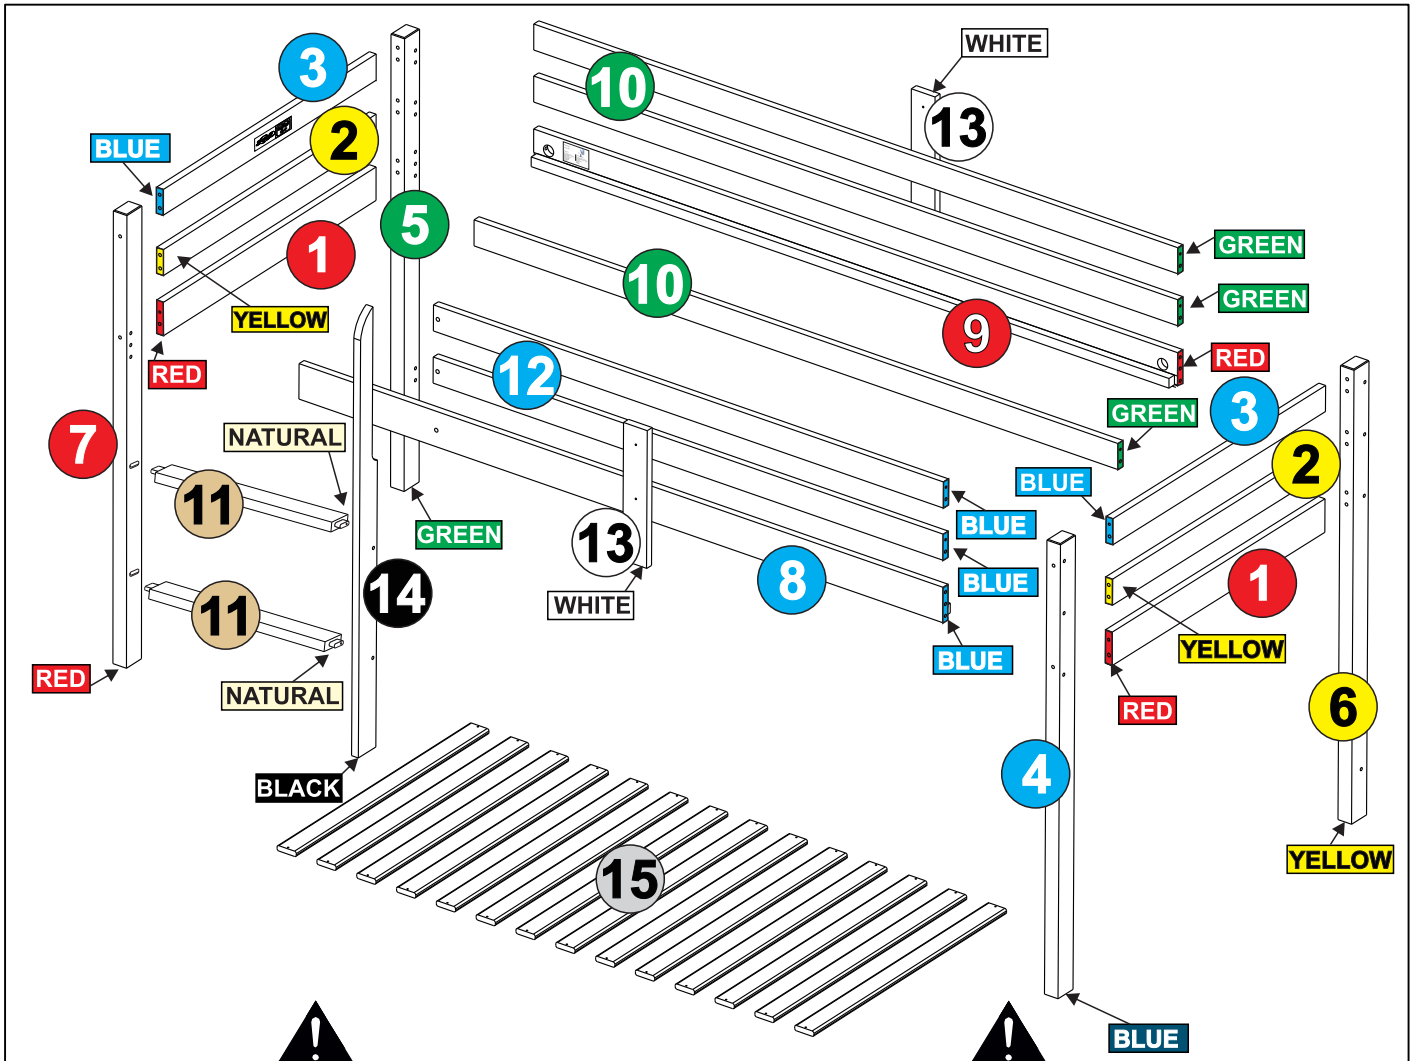 WHITE
3
10
13
2
BLUE
5
1
GREEN
10
GREEN
YELLOW
9
RED
RED
12
3
GREEN
7
NATURAL
2
BLUE
11
BLUE
GREEN
13
8
BLUE
1
14
11
WHITE
YELLOW
BLUE
RED
NATURAL
RED
6
4
BLACK
YELLOW
15
BLUE
!
!